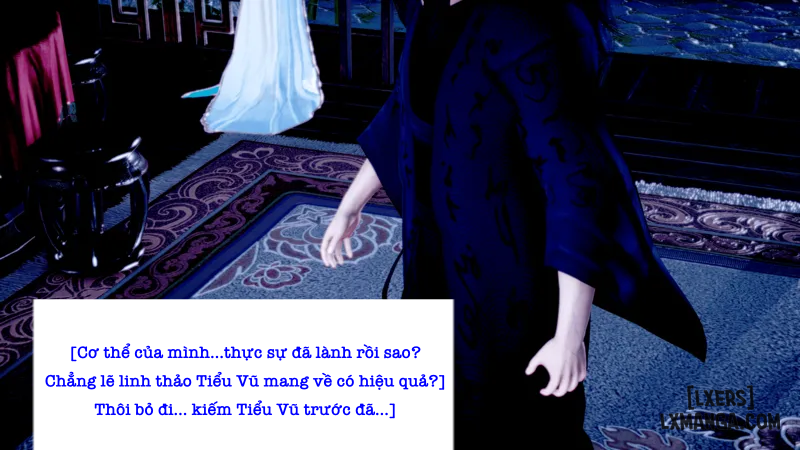 [Cơ thể của mình...thực sự đã lành rồi sao?
Chẳng lẽ linh thảo Tiểu Vũ mang về có hiệu quả?]
Thôi bỏ đi... kiếm Tiểu Vũ trước đã...]
[LXERS]
LXMANGA.COM